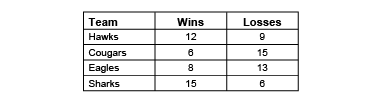 Team Wins Losses
Hawks 12 9
Cougars 6 15
Eagles 8 13
Sharks 15 6